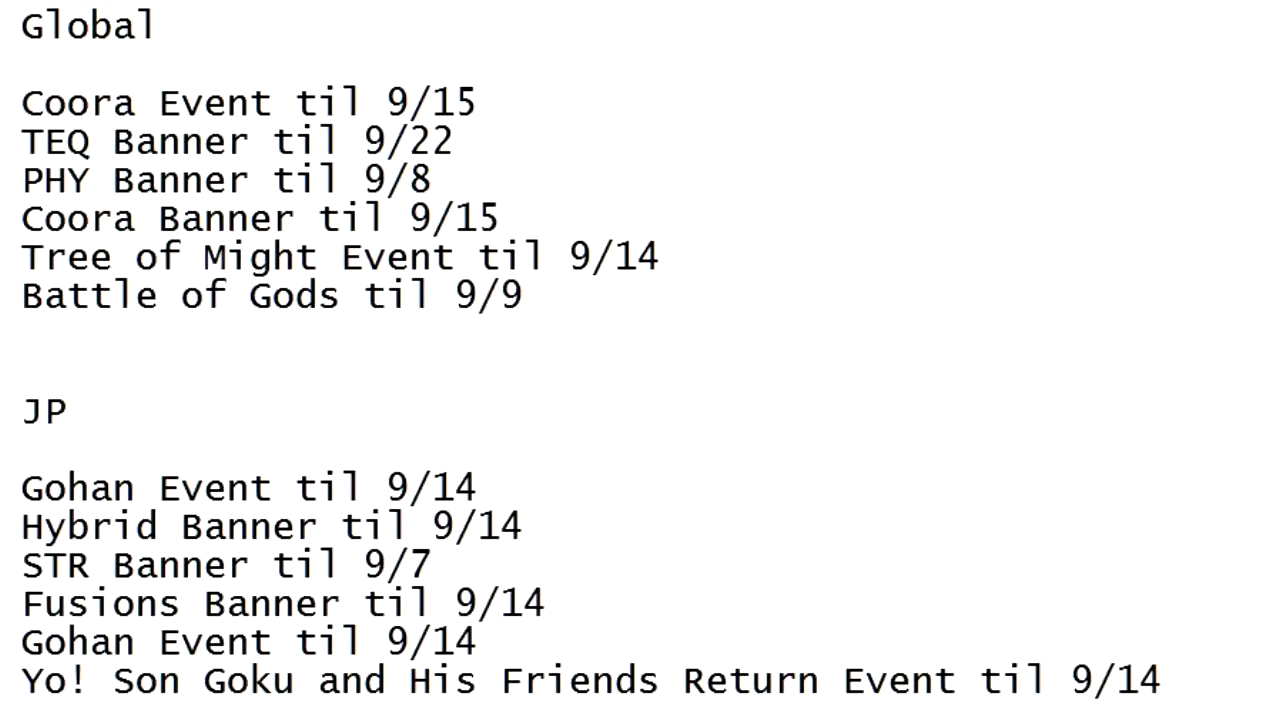 Global
Coora Event til 9/15
TEQ Banner til 9/22
PHY Banner til 9/8
Coora Banner til 9/15
Tree of Might Event til 9/14
Battle of Gods til 9/9
JP
Gohan Event til 9/14
Hybrid Banner til 9/14
STR Banner til 9/7
Fusions Banner til 9/14
Gohan Event til 9/14
Yo! Son Goku and His Friends Return Event til 9/14